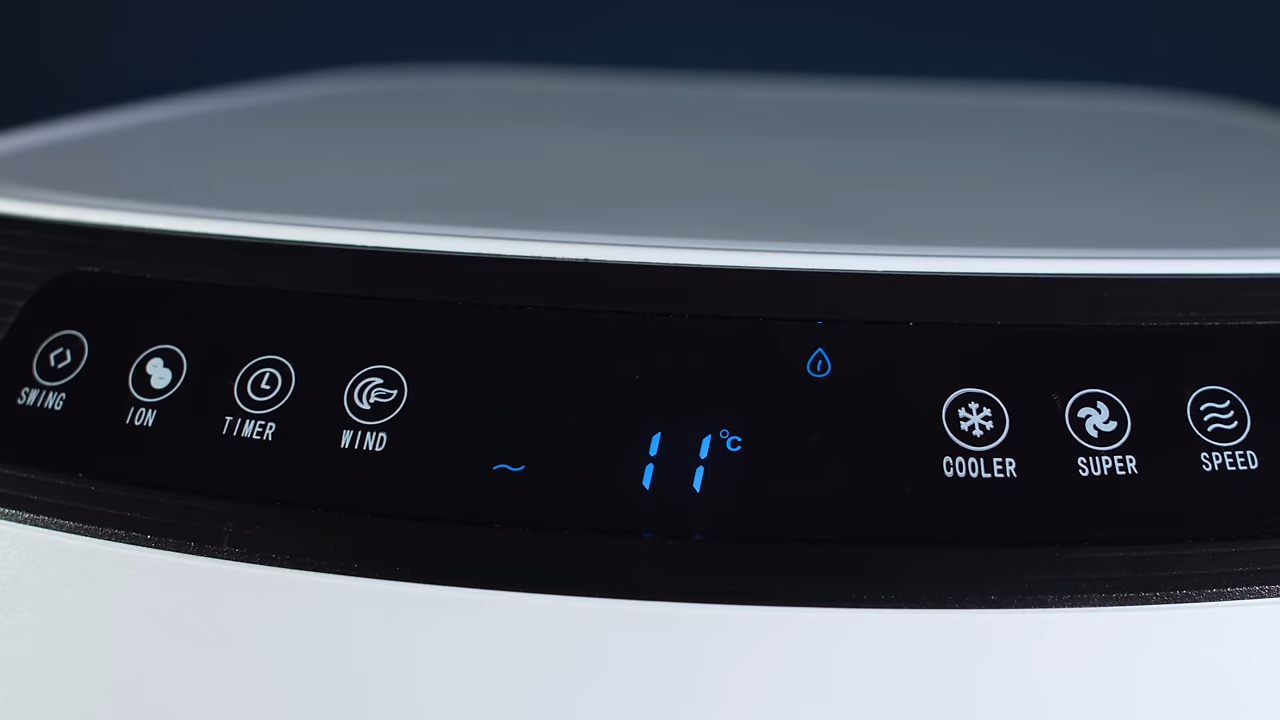 SWING
ION
TIMER
WIND
11°C
COOLER
SUPER
SPEED